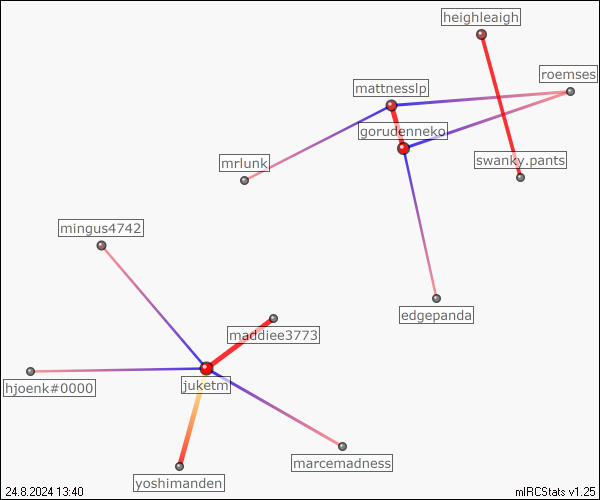 heighleaigh
roemses
mattnesslp
gorudenneko
swanky.pants
mrlunk
mingus4742
edgepanda
maddiee3773
hjoenk#0000
juketm
marcemadness
yoshimanden
24.8.2024 13:40
mIRCStats v1.25